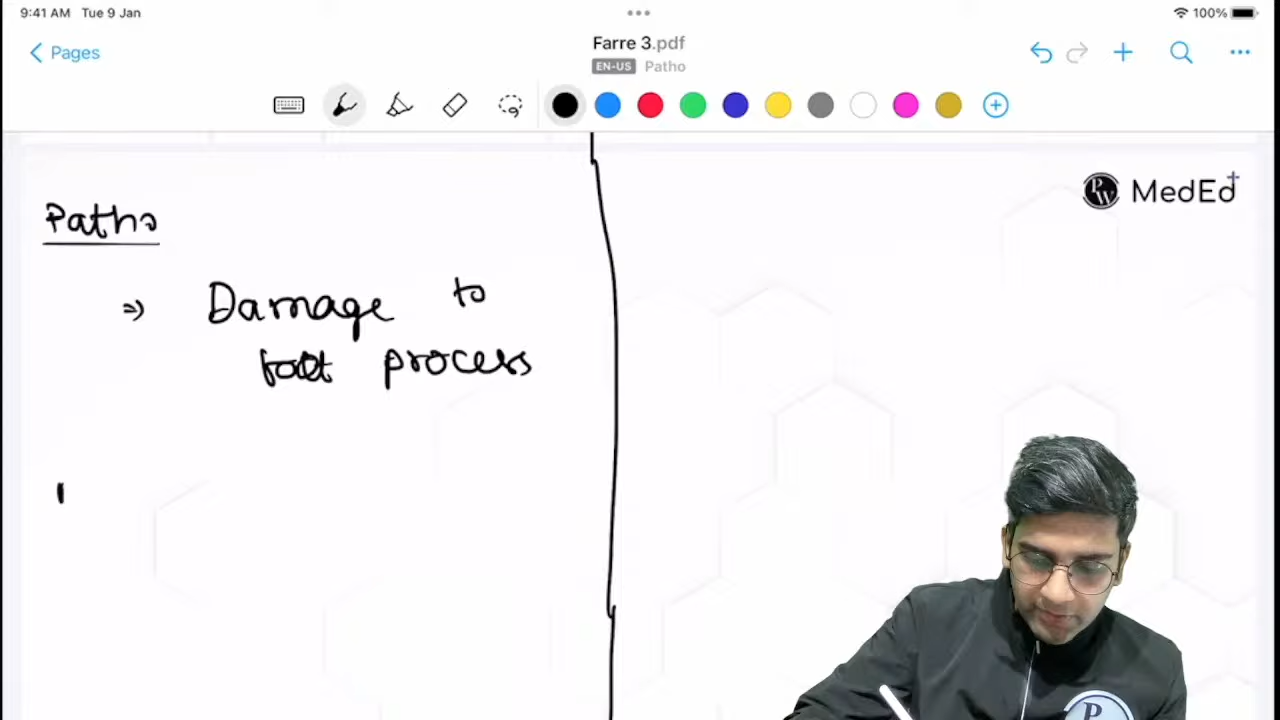 9:41 AM Tue 9 Jan
100%
Pages
Farre 3.pdf
EN-US Patho
PW MedEd
Patho
⇒ Damage to
foot process
P